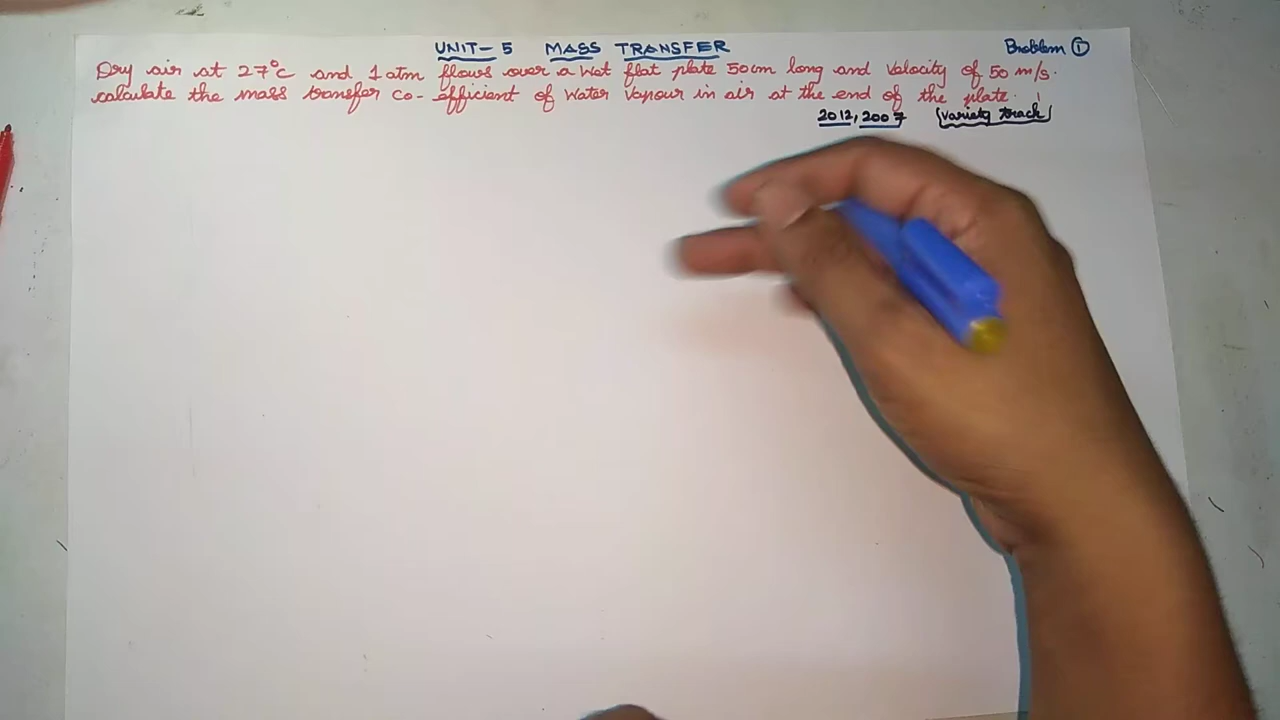 UNIT-5 MASS TRANSFER
Problem ①
Dry air at 27°C and 1 atm flows over a wet flat plate 50cm long and Velocity of 50 m/s.
calculate the mass transfer co-efficient of Water Vapour in air at the end of the plate.
2012, 2007 (Variety track)